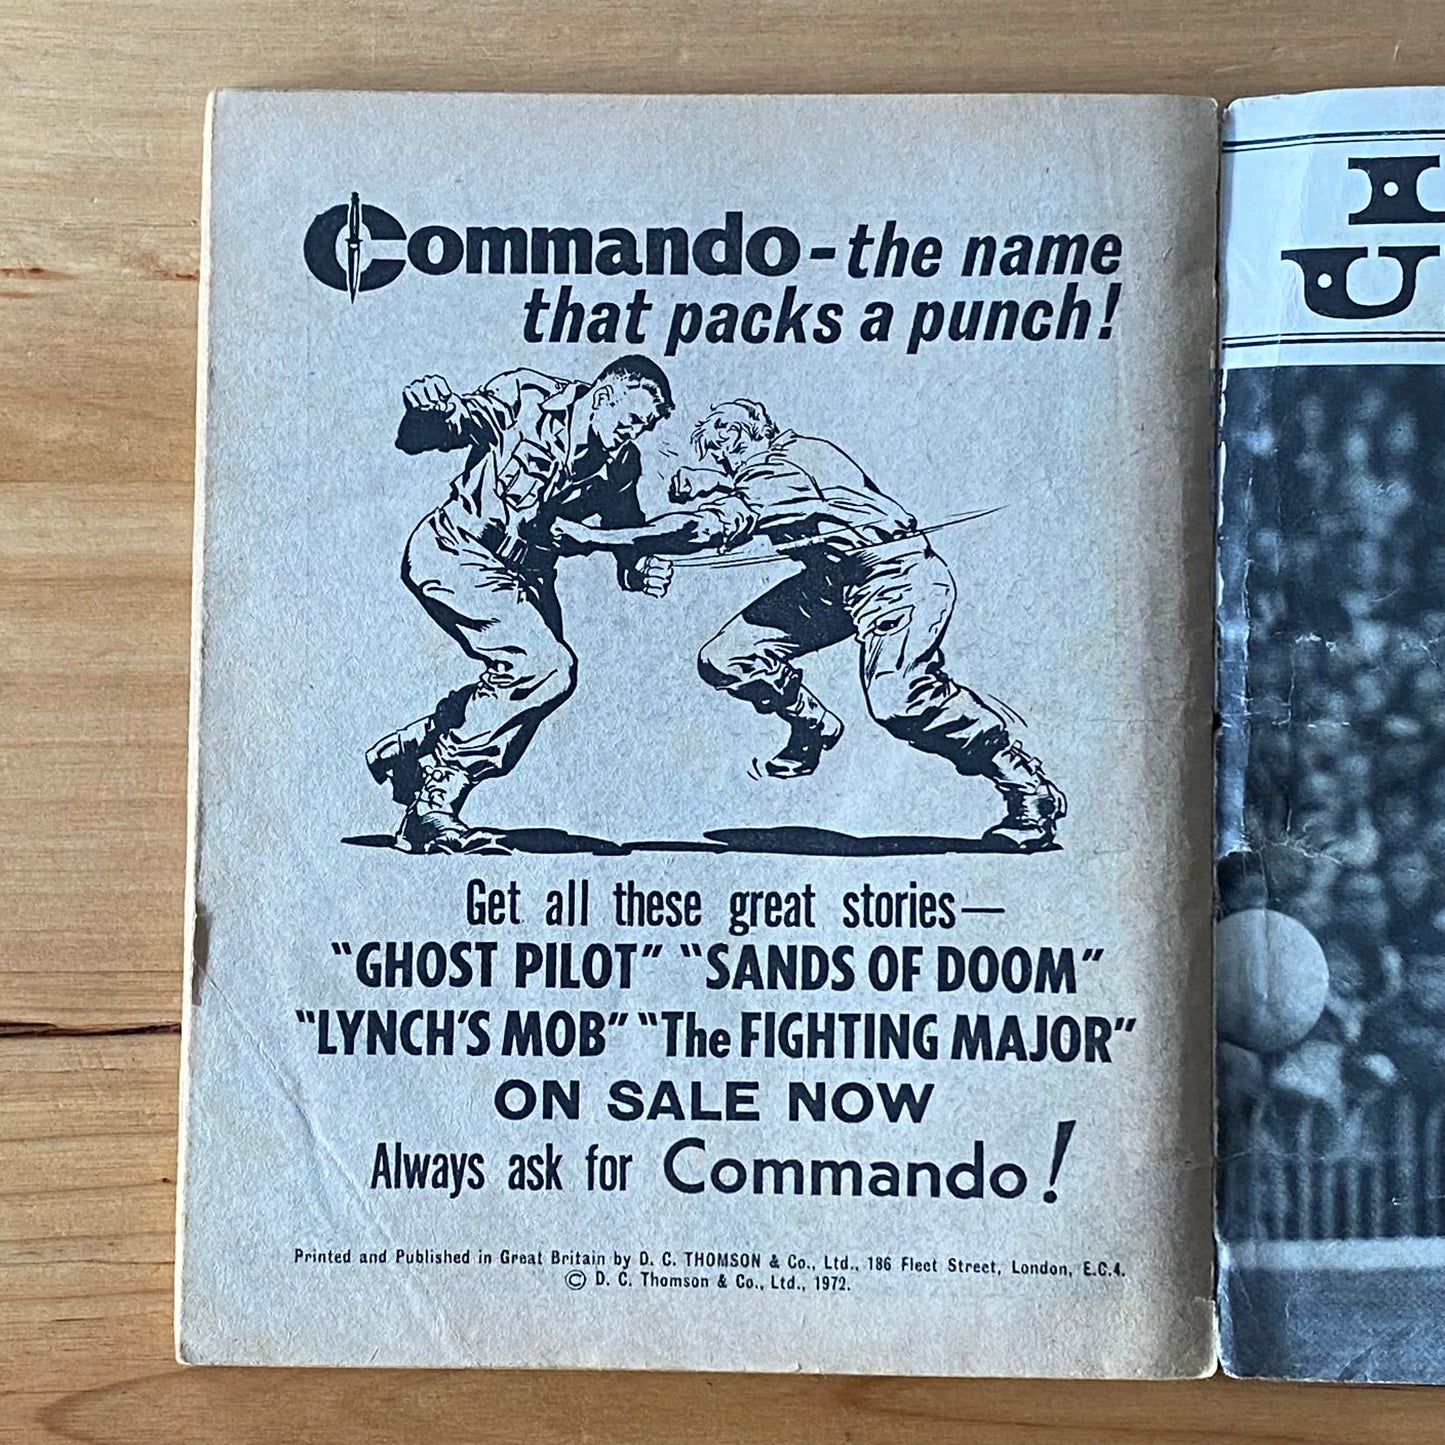 Commando - the name
that packs a punch!
Get all these great stories—
"GHOST PILOT" "SANDS OF DOOM"
"LYNCH'S MOB" "The FIGHTING MAJOR"
ON SALE NOW
Always ask for Commando!
Printed and Published in Great Britain by D. C. THOMSON & Co., Ltd., 186 Fleet Street, London, E.C.4.
© D. C. Thomson & Co., Ltd., 1972.